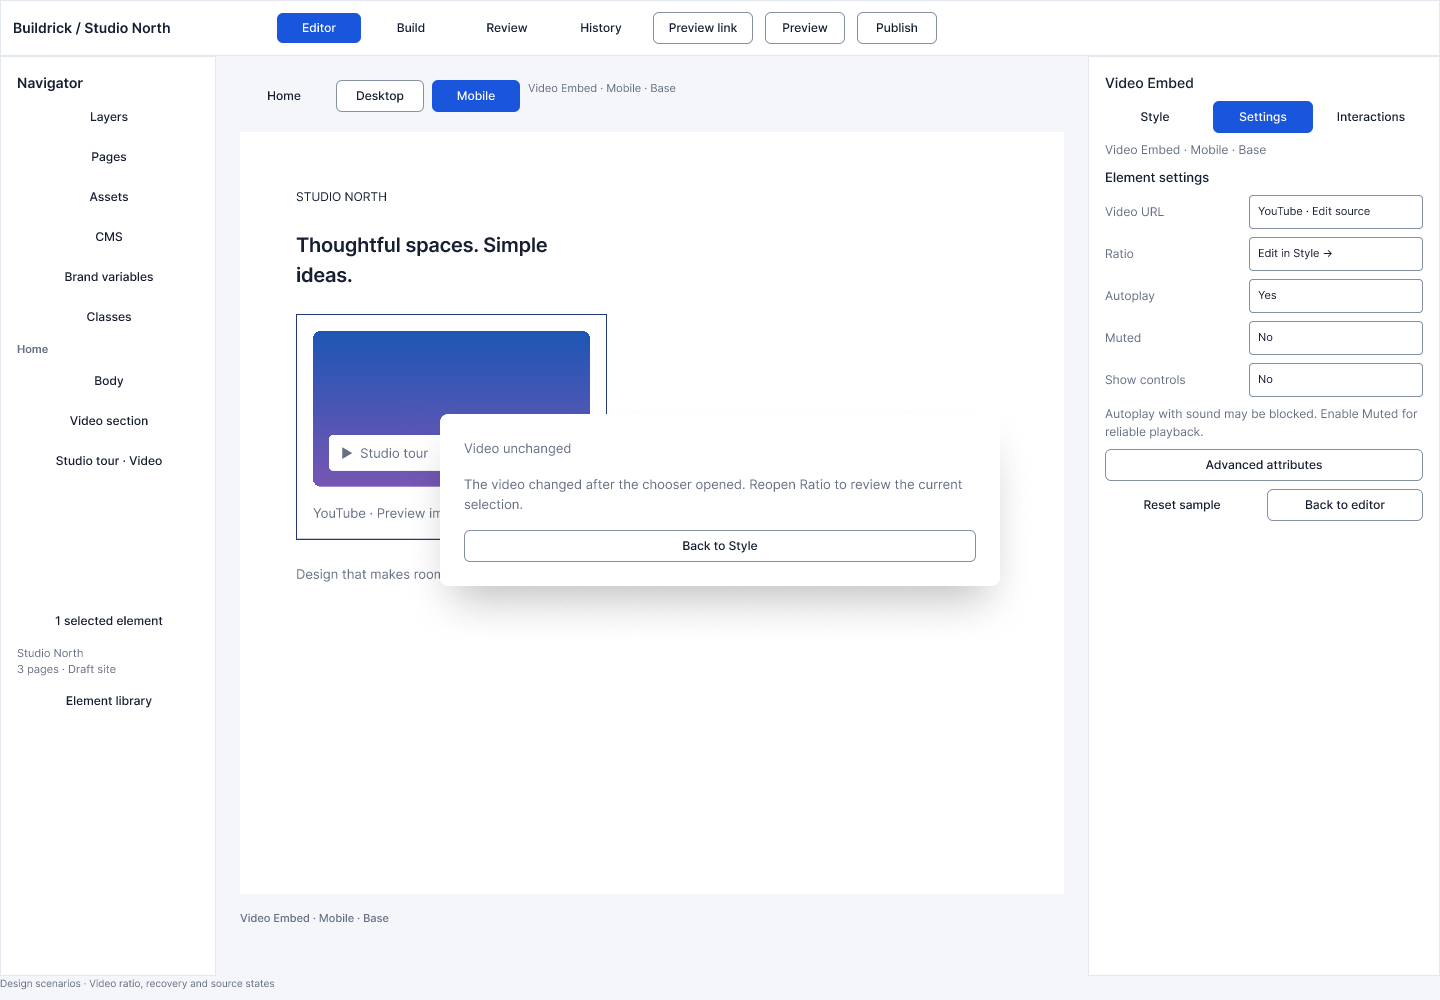 Buildrick / Studio North
Editor
Build
Review
History
Preview link
Preview
Publish
Navigator
Layers
Pages
Assets
CMS
Brand variables
Classes
Home
Body
Video section
Studio tour · Video
1 selected element
Studio North
3 pages · Draft site
Element library
Home
Desktop
Mobile
Video Embed · Mobile · Base
STUDIO NORTH
Thoughtful spaces. Simple
ideas.
▶ Studio tour
YouTube · Preview im
Design that makes room
Video unchanged
The video changed after the chooser opened. Reopen Ratio to review the current
selection.
Back to Style
Video Embed · Mobile · Base
Video Embed
Style
Settings
Interactions
Video Embed · Mobile · Base
Element settings
Video URL
YouTube · Edit source
Ratio
Edit in Style →
Autoplay
Yes
Muted
No
Show controls
No
Autoplay with sound may be blocked. Enable Muted for
reliable playback.
Advanced attributes
Reset sample
Back to editor
Design scenarios · Video ratio, recovery and source states